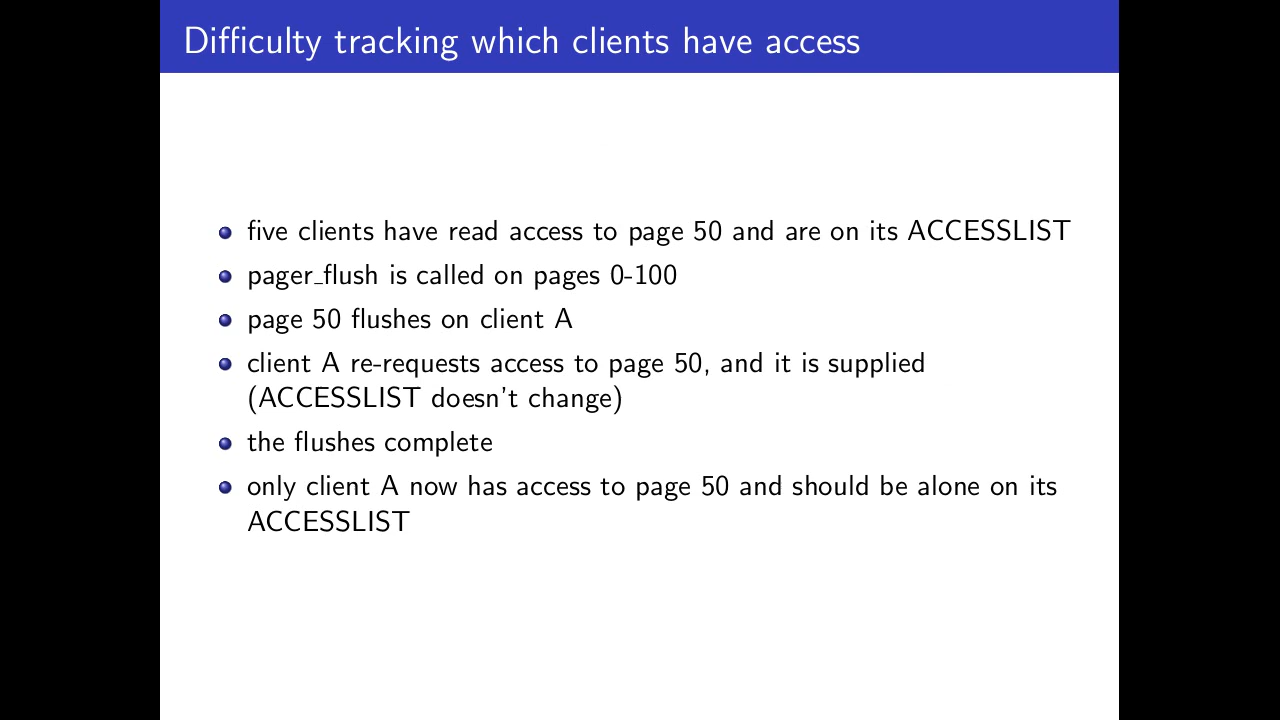 Difficulty tracking which clients have access
five clients have read access to page 50 and are on its ACCESSLIST
pager_flush is called on pages 0-100
page 50 flushes on client A
client A re-requests access to page 50, and it is supplied
(ACCESSLIST doesn't change)
the flushes complete
only client A now has access to page 50 and should be alone on its
ACCESSLIST